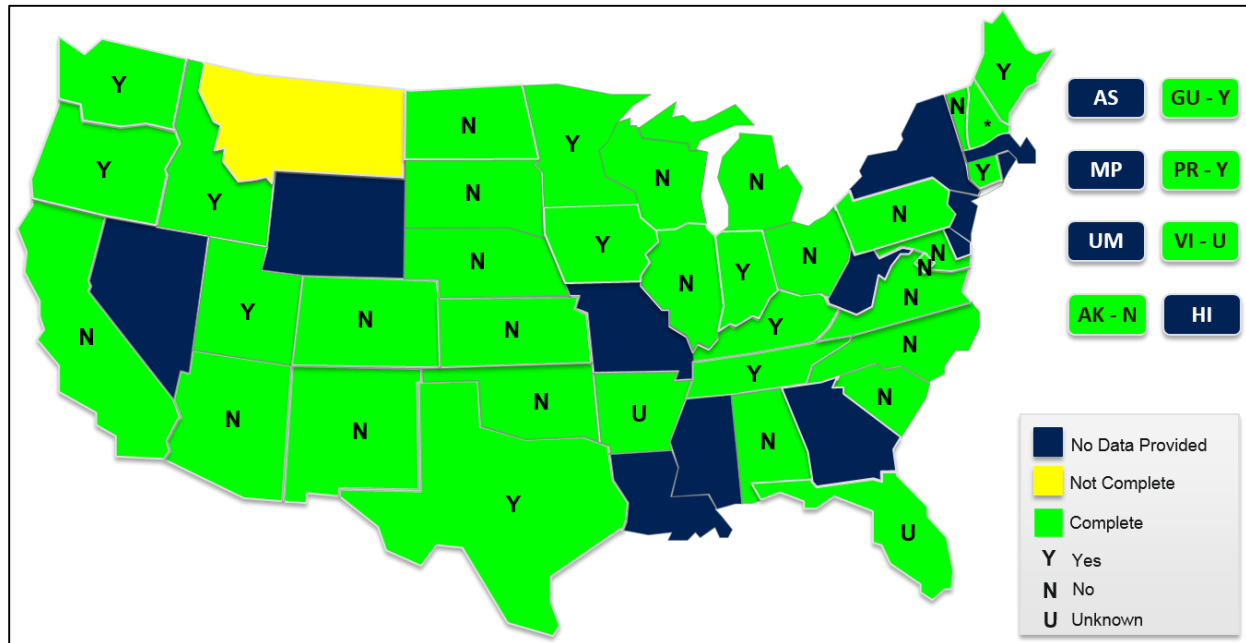 Y
Y
Y
N
Y
N
Y
N
N
N
N
N
Y
N
Y
N
N
Y
N
N
N
*
Y
Y
N
N
N
N
N
N
Y
N
Y
N
N
N
U
N
Y
U
AS
GU - Y
MP
PR - Y
UM
VI - U
AK - N
HI
No Data Provided
Not Complete
Complete
Y Yes
N No
U Unknown